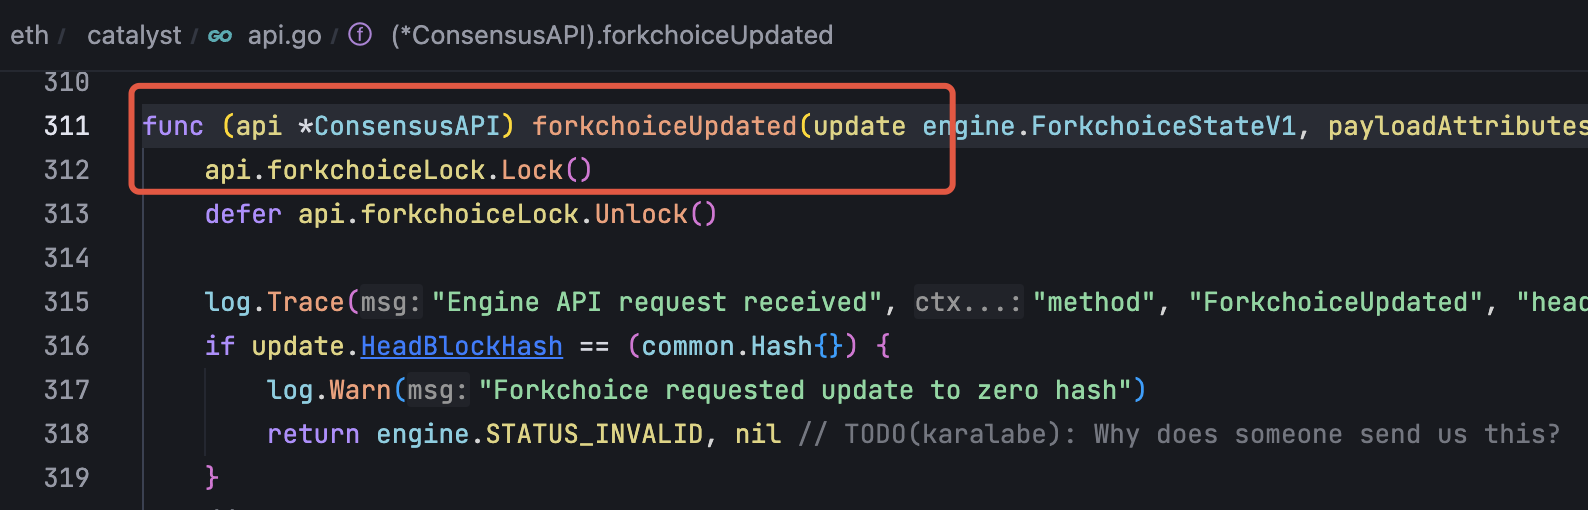 eth / catalyst / GO api.go / f (*ConsensusAPI).forkchoiceUpdated
310
311 func (api *ConsensusAPI) forkchoiceUpdated(update engine.ForkchoiceStateV1, payloadAttributes
312 api.forkchoiceLock.Lock()
313 defer api.forkchoiceLock.Unlock()
314
315 log.Trace(msg: "Engine API request received", ctx...: "method", "ForkchoiceUpdated", "head
316 if update.HeadBlockHash == (common.Hash{}) {
317 log.Warn(msg: "Forkchoice requested update to zero hash")
318 return engine.STATUS_INVALID, nil // TODO(karalabe): Why does someone send us this?
319 }